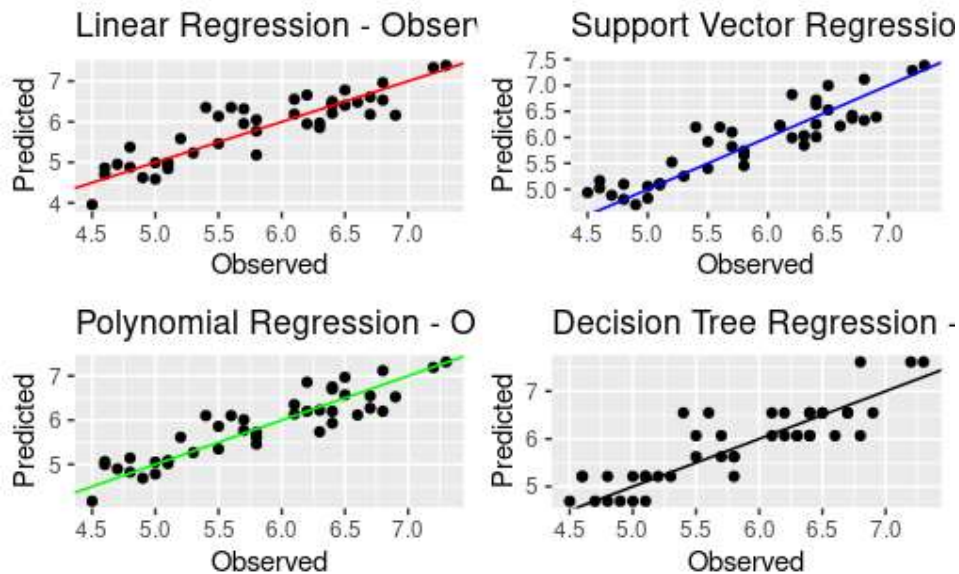 Linear Regression - Observ
Predicted
7
6
5
4
4.5 5.0 5.5 6.0 6.5 7.0
Observed
Support Vector Regressio
Predicted
7.5
7.0
6.5
6.0
5.5
5.0
4.5 5.0 5.5 6.0 6.5 7.0
Observed
Polynomial Regression - O
Predicted
7
6
5
4.5 5.0 5.5 6.0 6.5 7.0
Observed
Decision Tree Regression -
Predicted
7
6
5
4.5 5.0 5.5 6.0 6.5 7.0
Observed